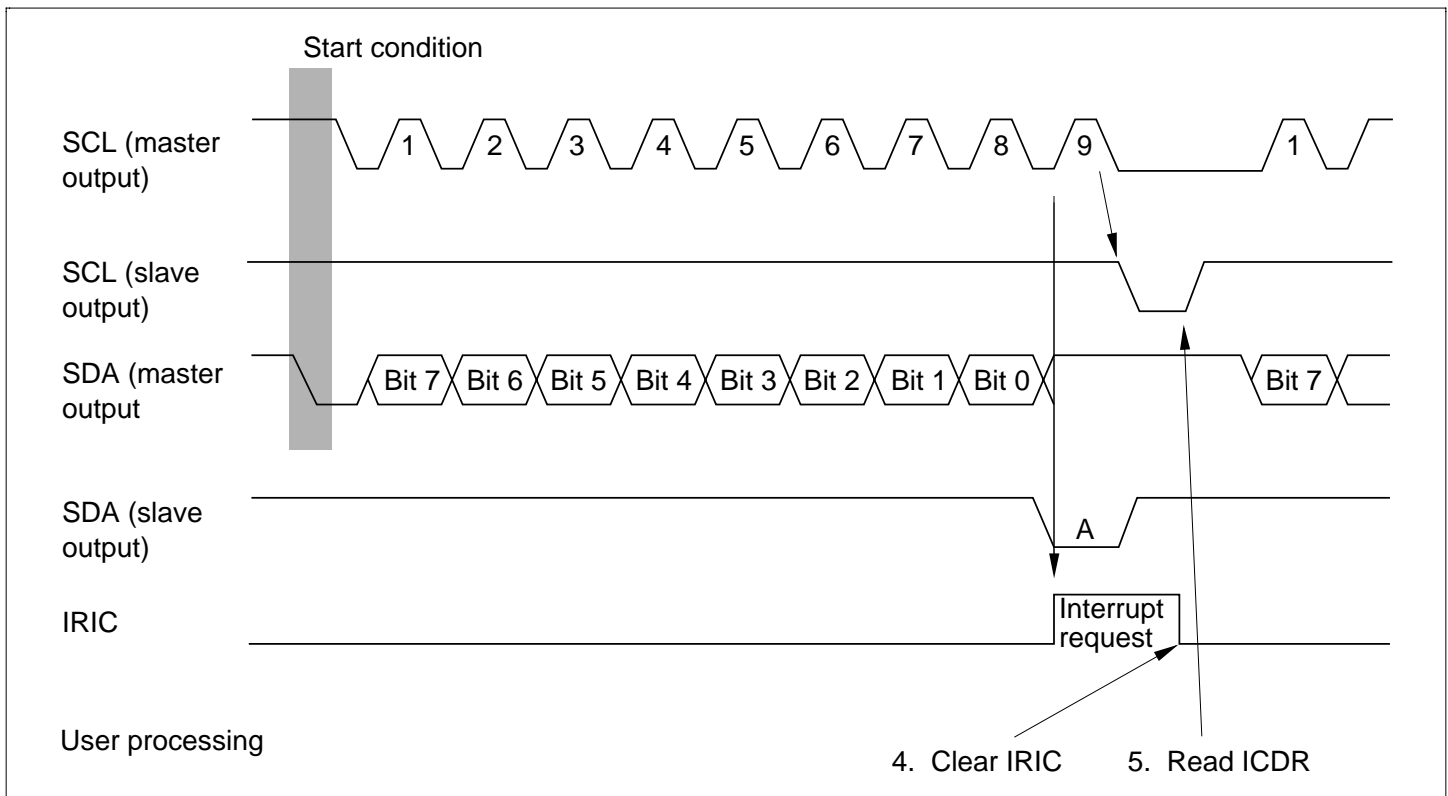 Start condition
SCL (master
output)
1 2 3 4 5 6 7 8 9 1
SCL (slave
output)
SDA (master
output
Bit 7 Bit 6 Bit 5 Bit 4 Bit 3 Bit 2 Bit 1 Bit 0 Bit 7
SDA (slave
output)
A
IRIC
Interrupt
request
User processing
4. Clear IRIC 5. Read ICDR